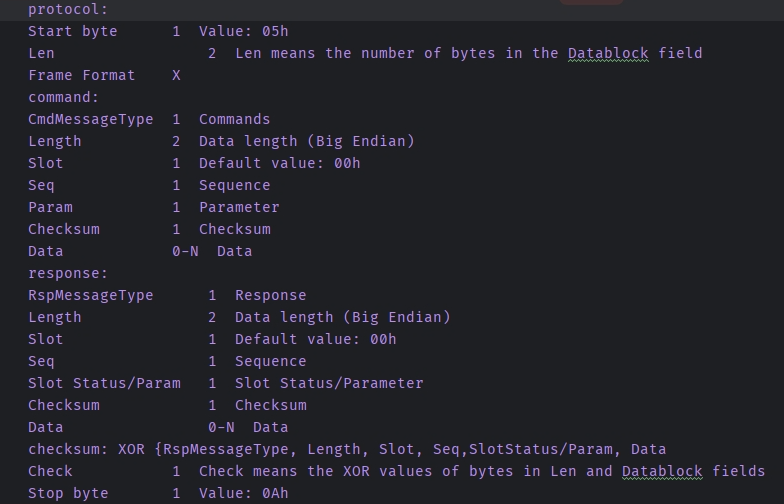 protocol:
Start byte 1 Value: 05h
Len 2 Len means the number of bytes in the Datablock field
Frame Format X
command:
CmdMessageType 1 Commands
Length 2 Data length (Big Endian)
Slot 1 Default value: 00h
Seq 1 Sequence
Param 1 Parameter
Checksum 1 Checksum
Data 0-N Data
response:
RspMessageType 1 Response
Length 2 Data length (Big Endian)
Slot 1 Default value: 00h
Seq 1 Sequence
Slot Status/Param 1 Slot Status/Parameter
Checksum 1 Checksum
Data 0-N Data
checksum: XOR {RspMessageType, Length, Slot, Seq,SlotStatus/Param, Data
Check 1 Check means the XOR values of bytes in Len and Datablock fields
Stop byte 1 Value: 0Ah